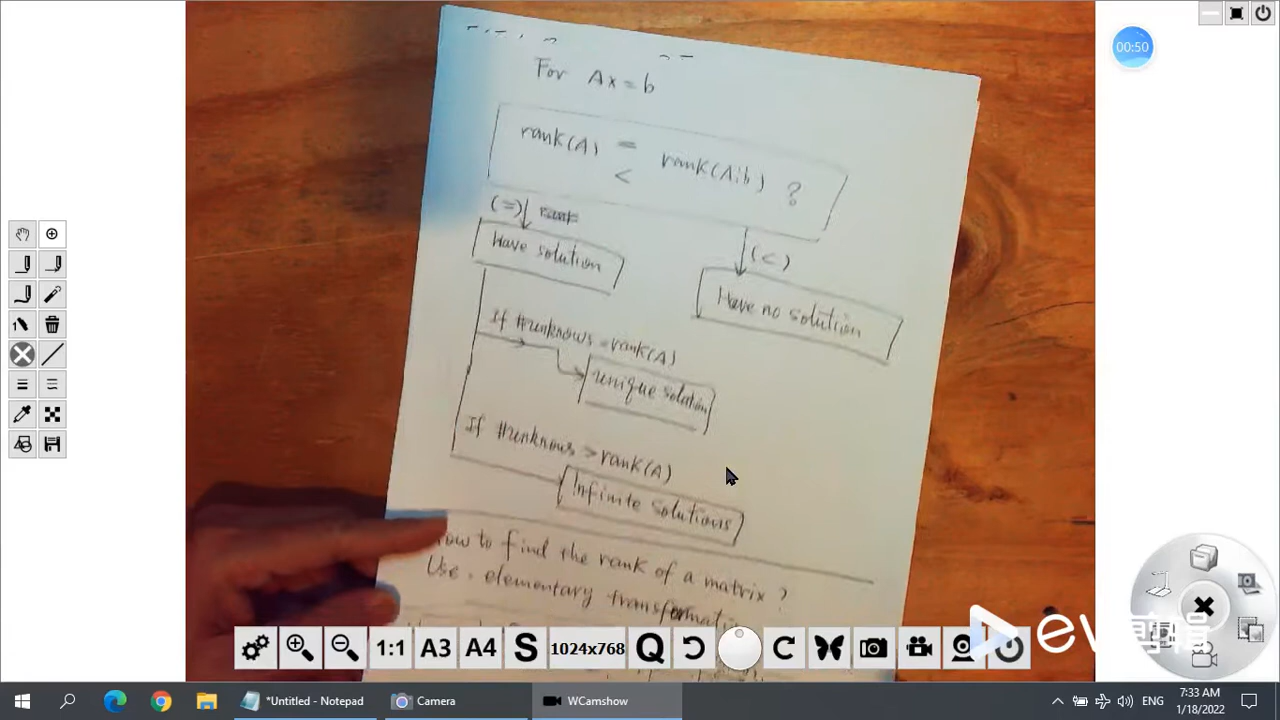 00:50
For Ax = b
rank(A) = rank(A:b) ?
<
(=)
(<)
Have solution
Have no solution
If #unknows = rank(A)
unique solution
If #unknows > rank(A)
Infinite solutions
How to find the rank of a matrix ?
Use elementary
1:1 A3 A4 S 1024x768 Q
*Untitled - Notepad
Camera
WCamshow
ENG
7:33 AM
1/18/2022